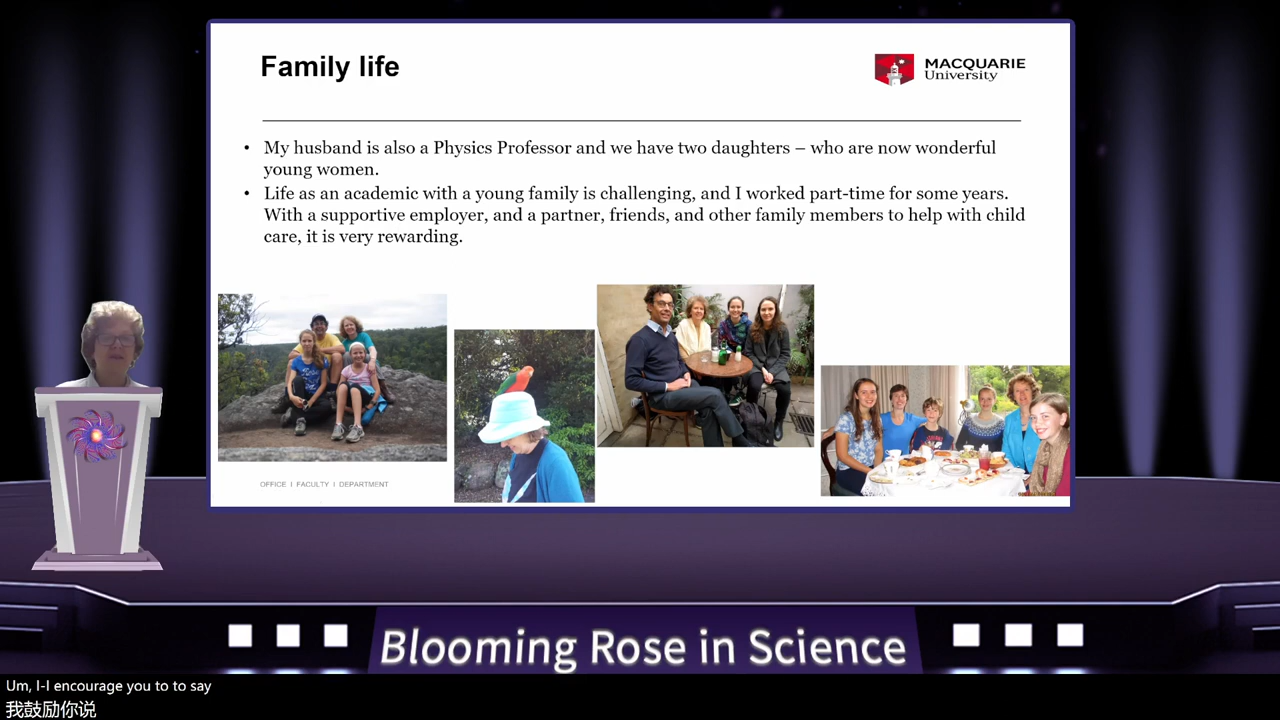 Family life
MACQUARIE
University
• My husband is also a Physics Professor and we have two daughters – who are now wonderful
young women.
• Life as an academic with a young family is challenging, and I worked part-time for some years.
With a supportive employer, and a partner, friends, and other family members to help with child
care, it is very rewarding.
OFFICE I FACULTY I DEPARTMENT
Blooming Rose in Science
Um, I-I encourage you to to say
我鼓励你说